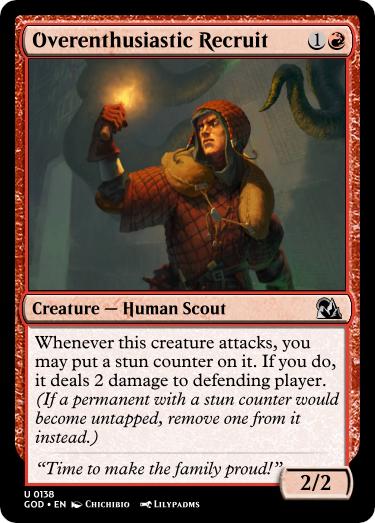 Overenthusiastic Recruit 1
Creature — Human Scout
Whenever this creature attacks, you
may put a stun counter on it. If you do,
it deals 2 damage to defending player.
(If a permanent with a stun counter would
become untapped, remove one from it
instead.)
“Time to make the family proud!”
2/2
U 0138
GOD • EN Chichibio Lilypadms